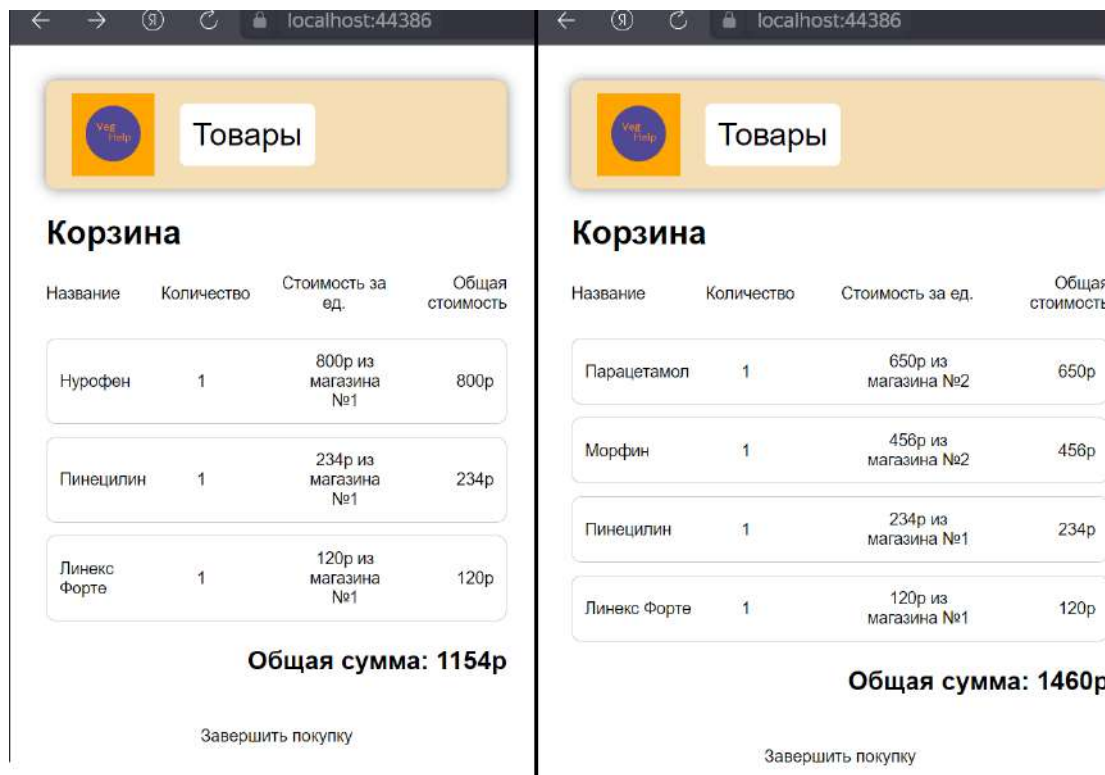 localhost:44386
Veg
Help
Товары
Корзина
Название Количество Стоимость за ед. Общая стоимость
Нурофен 1 800р из магазина №1 800р
Пинецилин 1 234р из магазина №1 234р
Линекс Форте 1 120р из магазина №1 120р
Общая сумма: 1154р
Завершить покупку
localhost:44386
Veg
Help
Товары
Корзина
Название Количество Стоимость за ед. Общая стоимость
Парацетамол 1 650р из магазина №2 650р
Морфин 1 456р из магазина №2 456р
Пинецилин 1 234р из магазина №1 234р
Линекс Форте 1 120р из магазина №1 120р
Общая сумма: 1460р
Завершить покупку